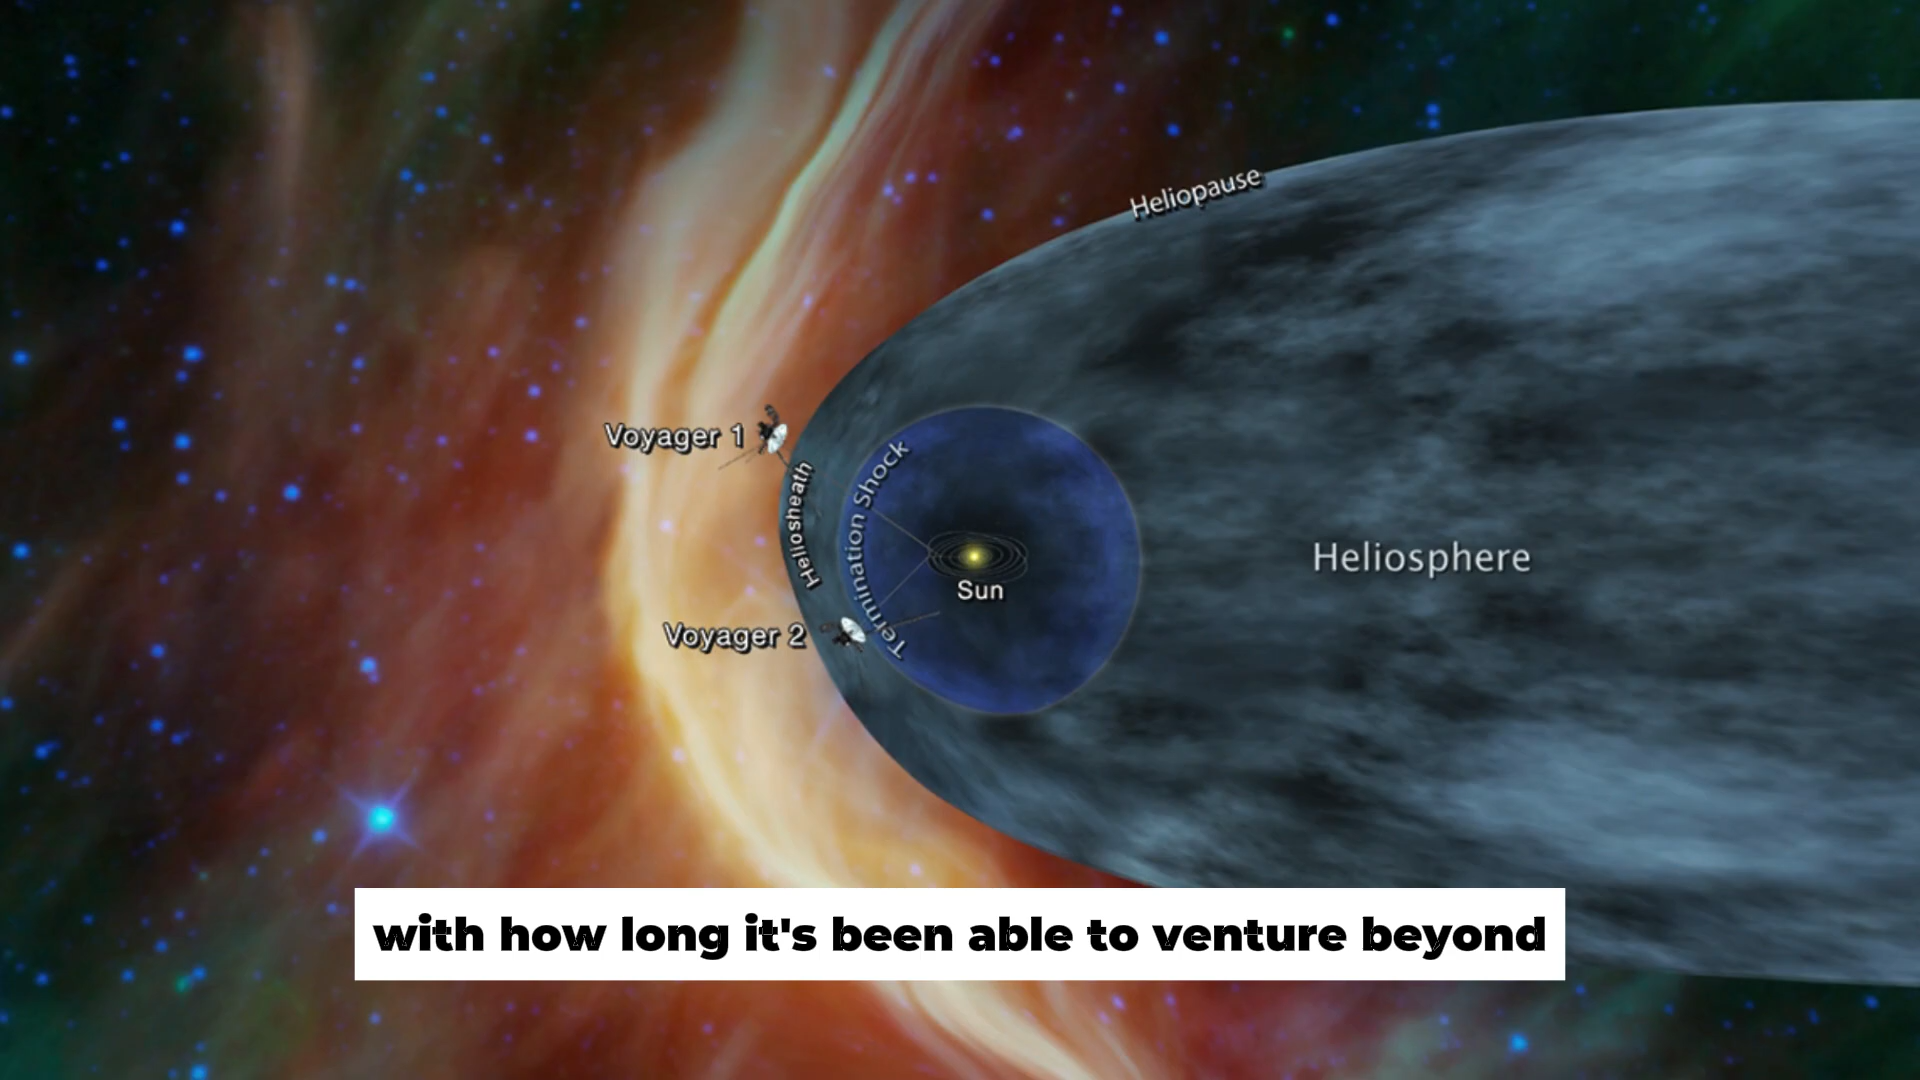 Heliopause
Voyager 1
Heliosheath
Termination Shock
Sun
Heliosphere
Voyager 2
with how long it's been able to venture beyond